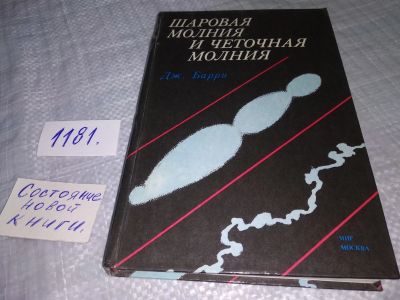 ШАРОВАЯ
МОЛНИЯ
И ЧЕТОЧНАЯ
МОЛНИЯ
Дж. Барри
МИР
МОСКВА
1181.
Состояние
новой
книги.